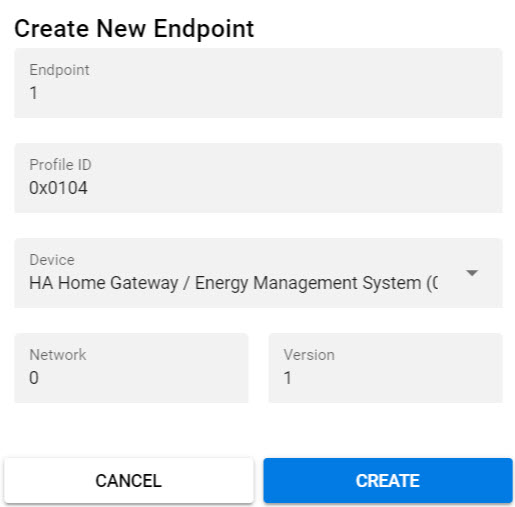 Create New Endpoint
Endpoint
1
Profile ID
0x0104
Device
HA Home Gateway / Energy Management System ((
Network
0
Version
1
CANCEL
CREATE